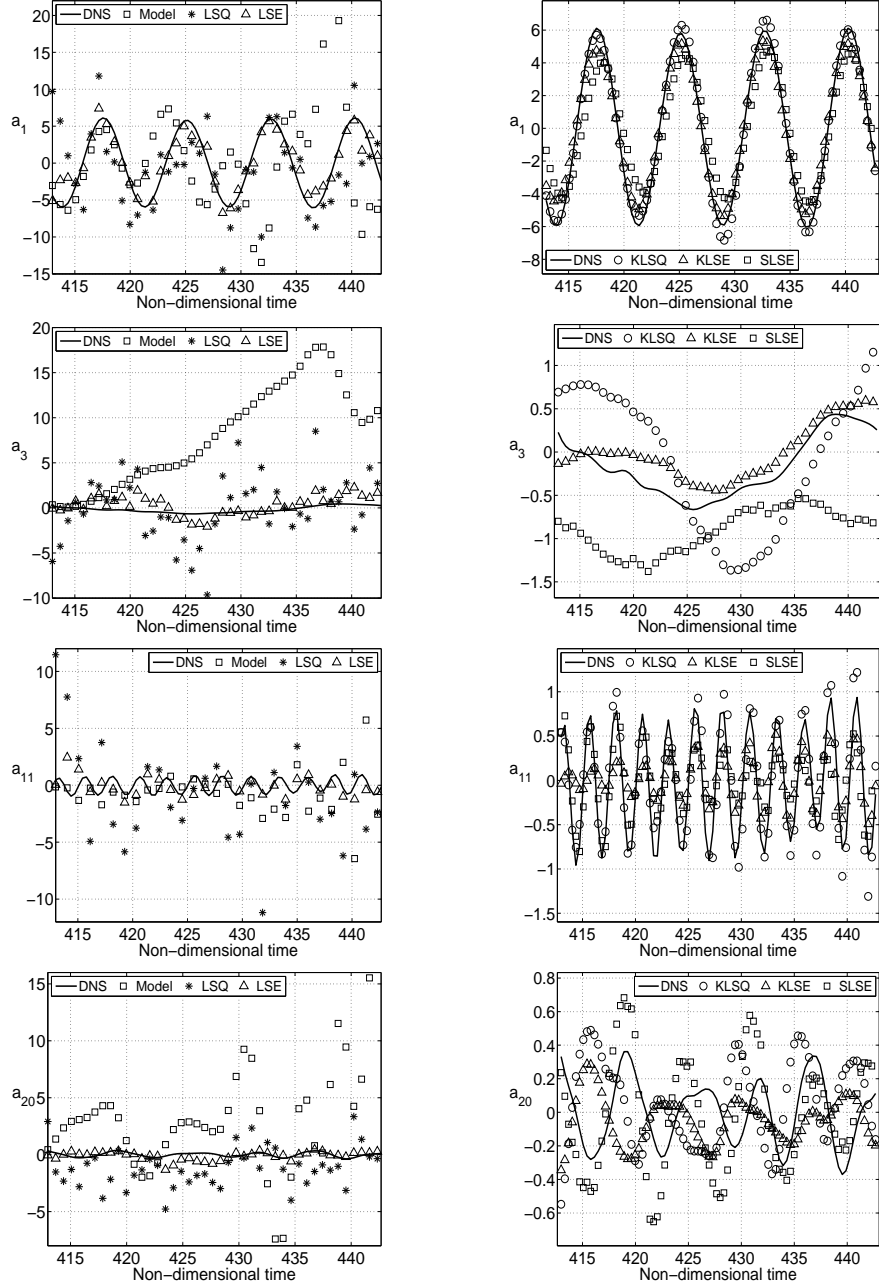 DNS Model LSQ LSE
20
15
10
5
0
−5
−10
−15
a1
415 420 425 430 435 440
Non−dimensional time
6
4
2
0
−2
−4
−6
−8
a1
DNS KLSQ KLSE SLSE
415 420 425 430 435 440
Non−dimensional time
DNS Model LSQ LSE
20
15
10
5
0
−5
−10
a3
415 420 425 430 435 440
Non−dimensional time
DNS KLSQ KLSE SLSE
1
0.5
0
−0.5
−1
−1.5
a3
415 420 425 430 435 440
Non−dimensional time
DNS Model LSQ LSE
10
5
0
−5
−10
a11
415 420 425 430 435 440
Non−dimensional time
DNS KLSQ KLSE SLSE
1
0.5
0
−0.5
−1
−1.5
a11
415 420 425 430 435 440
Non−dimensional time
DNS Model LSQ LSE
15
10
5
0
−5
a20
415 420 425 430 435 440
Non−dimensional time
DNS KLSQ KLSE SLSE
0.8
0.6
0.4
0.2
0
−0.2
−0.4
−0.6
a20
415 420 425 430 435 440
Non−dimensional time